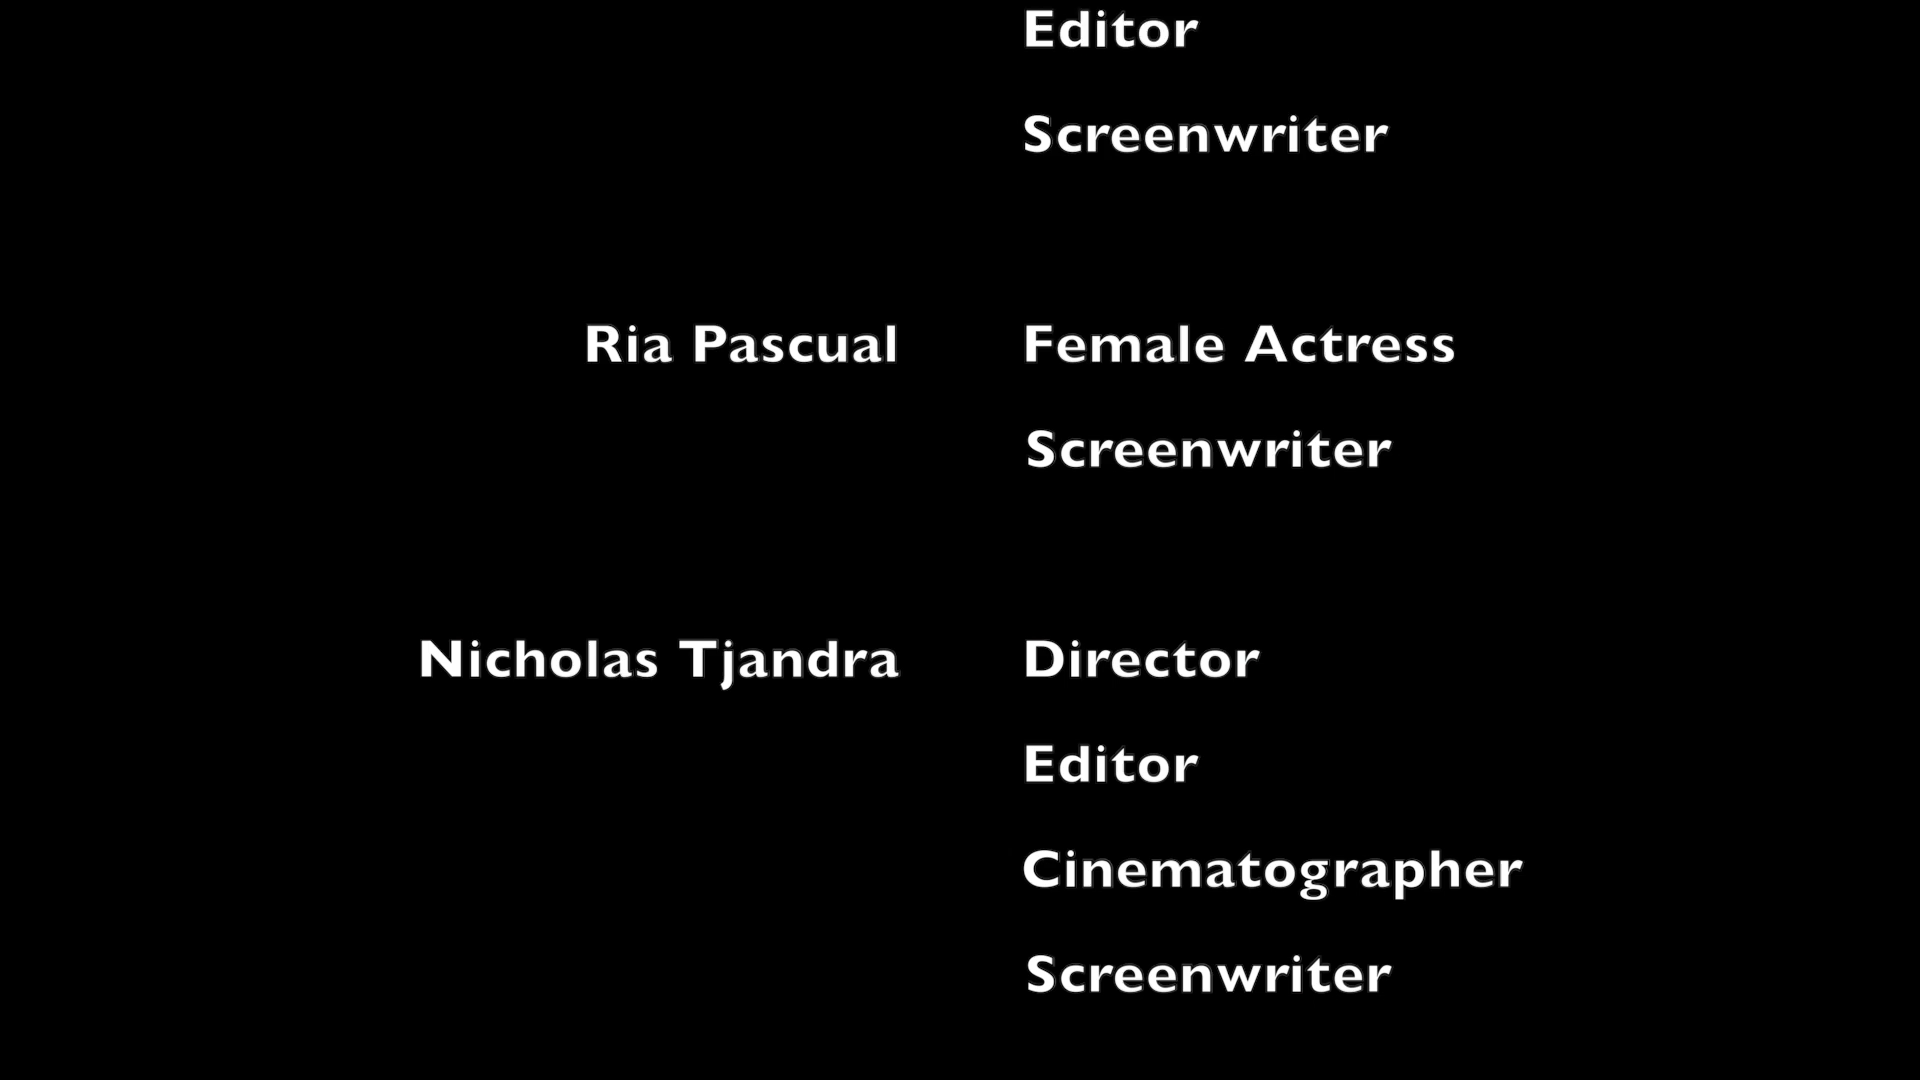 Editor
Screenwriter
Ria Pascual Female Actress
Screenwriter
Nicholas Tjandra Director
Editor
Cinematographer
Screenwriter